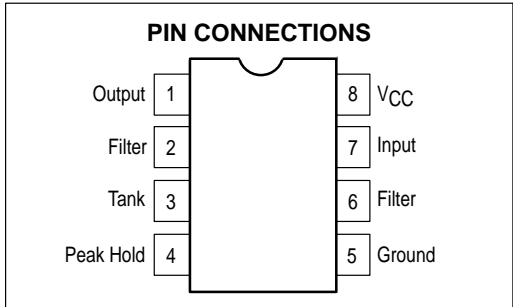 PIN CONNECTIONS
Output 1 8 VCC
Filter 2 7 Input
Tank 3 6 Filter
Peak Hold 4 5 Ground